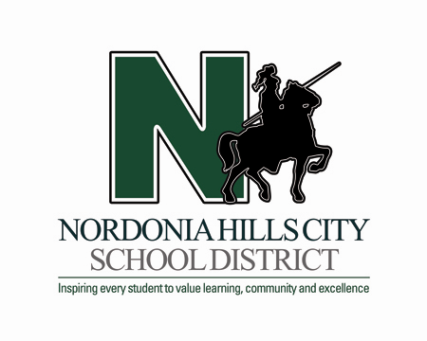 N
NORDONIA HILLS CITY
SCHOOL DISTRICT
Inspiring every student to value learning, community and excellence